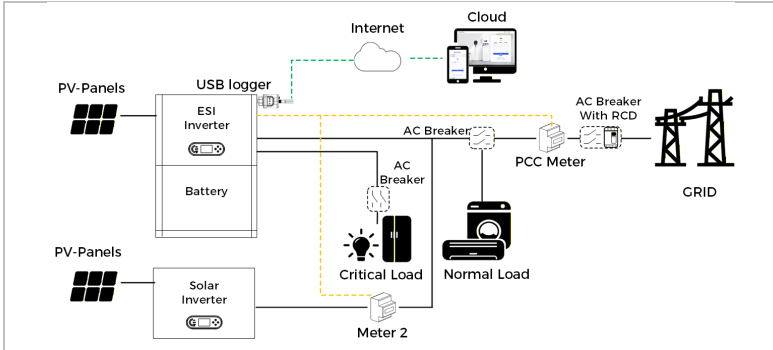 Cloud
Internet
USB logger
PV-Panels
ESI
Inverter
Battery
AC Breaker
AC Breaker
With RCD
PCC Meter
GRID
AC
Breaker
Critical Load
Normal Load
PV-Panels
Solar
Inverter
Meter 2